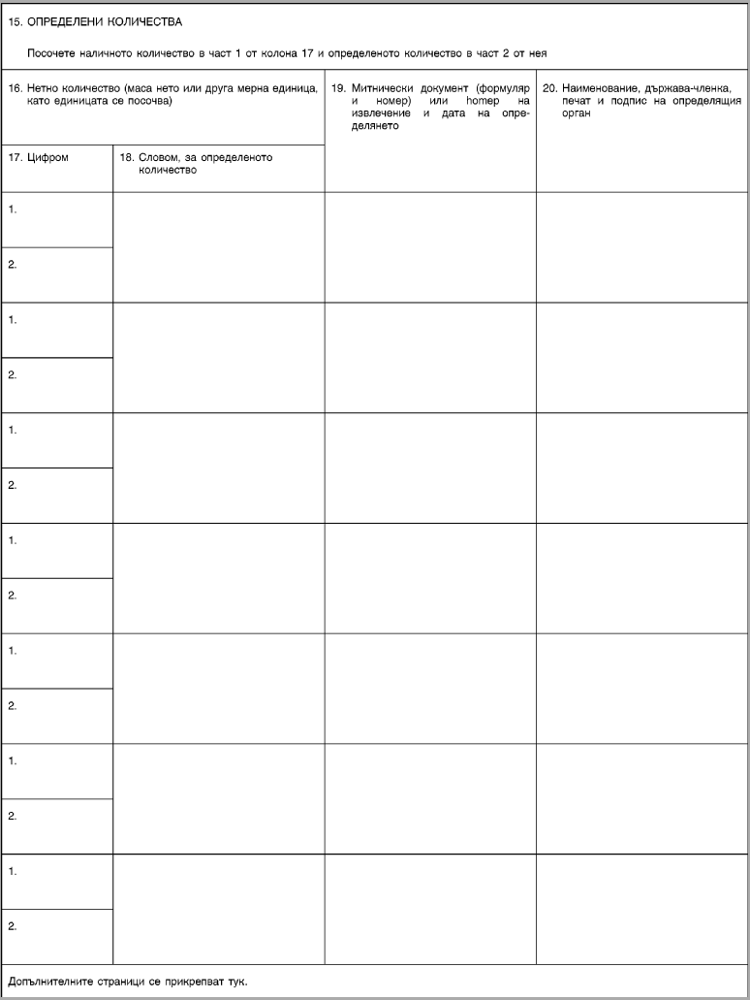 15. ОПРЕДЕЛЕНИ КОЛИЧЕСТВА
Посочете наличното количество в част 1 от колона 17 и определеното количество в част 2 от нея
16. Нетно количество (маса нето или друга мерна единица,
като единицата се посочва)
19. Митнически документ (формуляр
и номер) или hомер на
извлечение и дата на опре-
делянето
20. Наименование, държава-членка,
печат и подпис на определящия
орган
17. Цифром
18. Словом, за определеното
количество
1.
2.
1.
2.
1.
2.
1.
2.
1.
2.
1.
2.
1.
2.
Допълнителните страници се прикрепват тук.